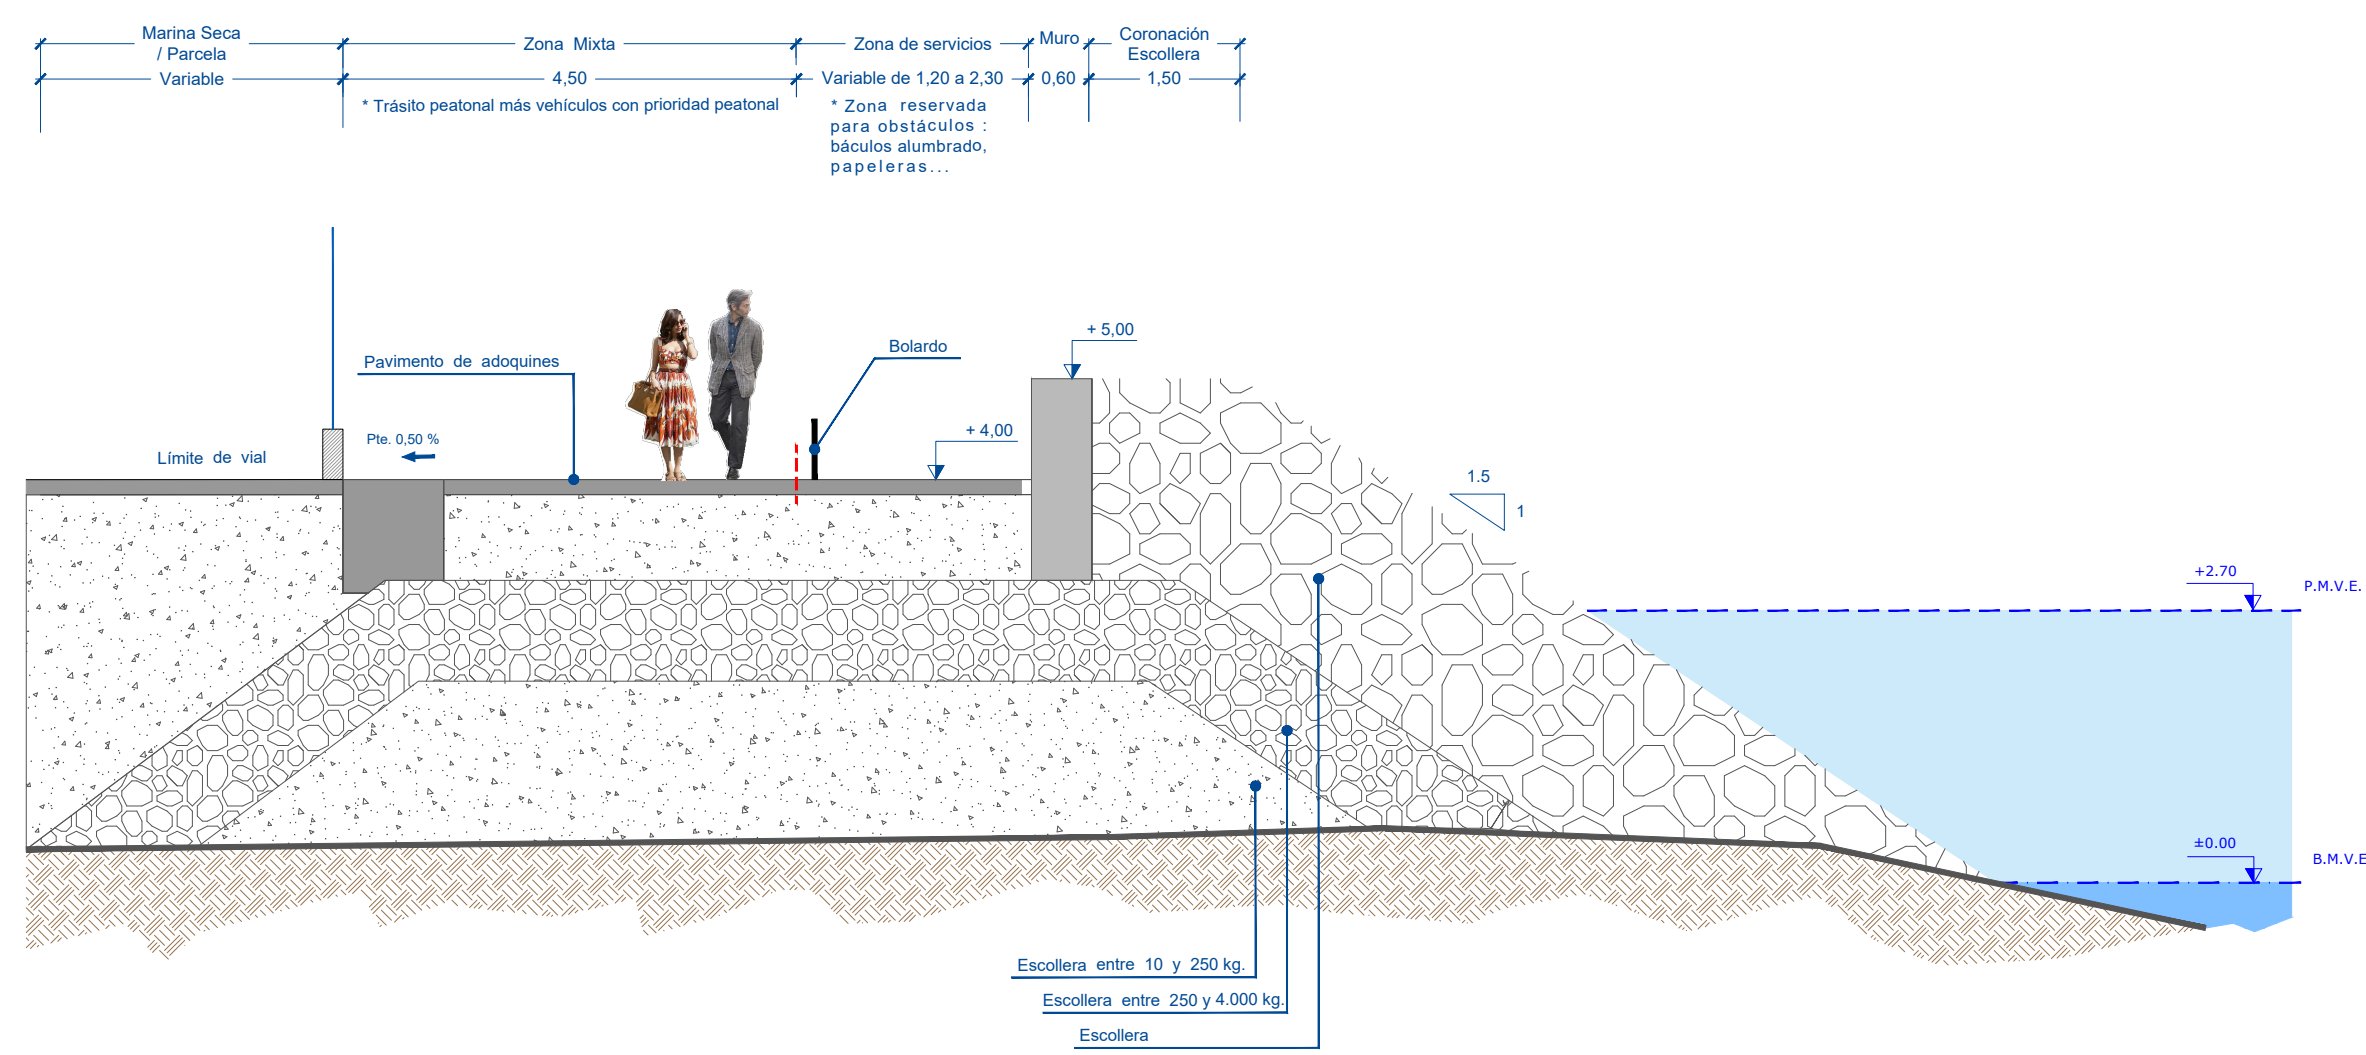 Marina Seca
/ Parcela
Zona Mixta
Zona de servicios
Muro
Coronación
Escollera
Variable
4,50
Variable de 1,20 a 2,30
0,60
1,50
* Trásito peatonal más vehículos con prioridad peatonal
* Zona reservada
para obstáculos :
báculos alumbrado,
papeleras...
+ 5,00
Bolardo
Pavimento de adoquines
+ 4,00
Pte. 0,50 %
Límite de vial
1.5
1
+2.70
P.M.V.E.
±0.00
B.M.V.E
Escollera entre 10 y 250 kg.
Escollera entre 250 y 4.000 kg.
Escollera